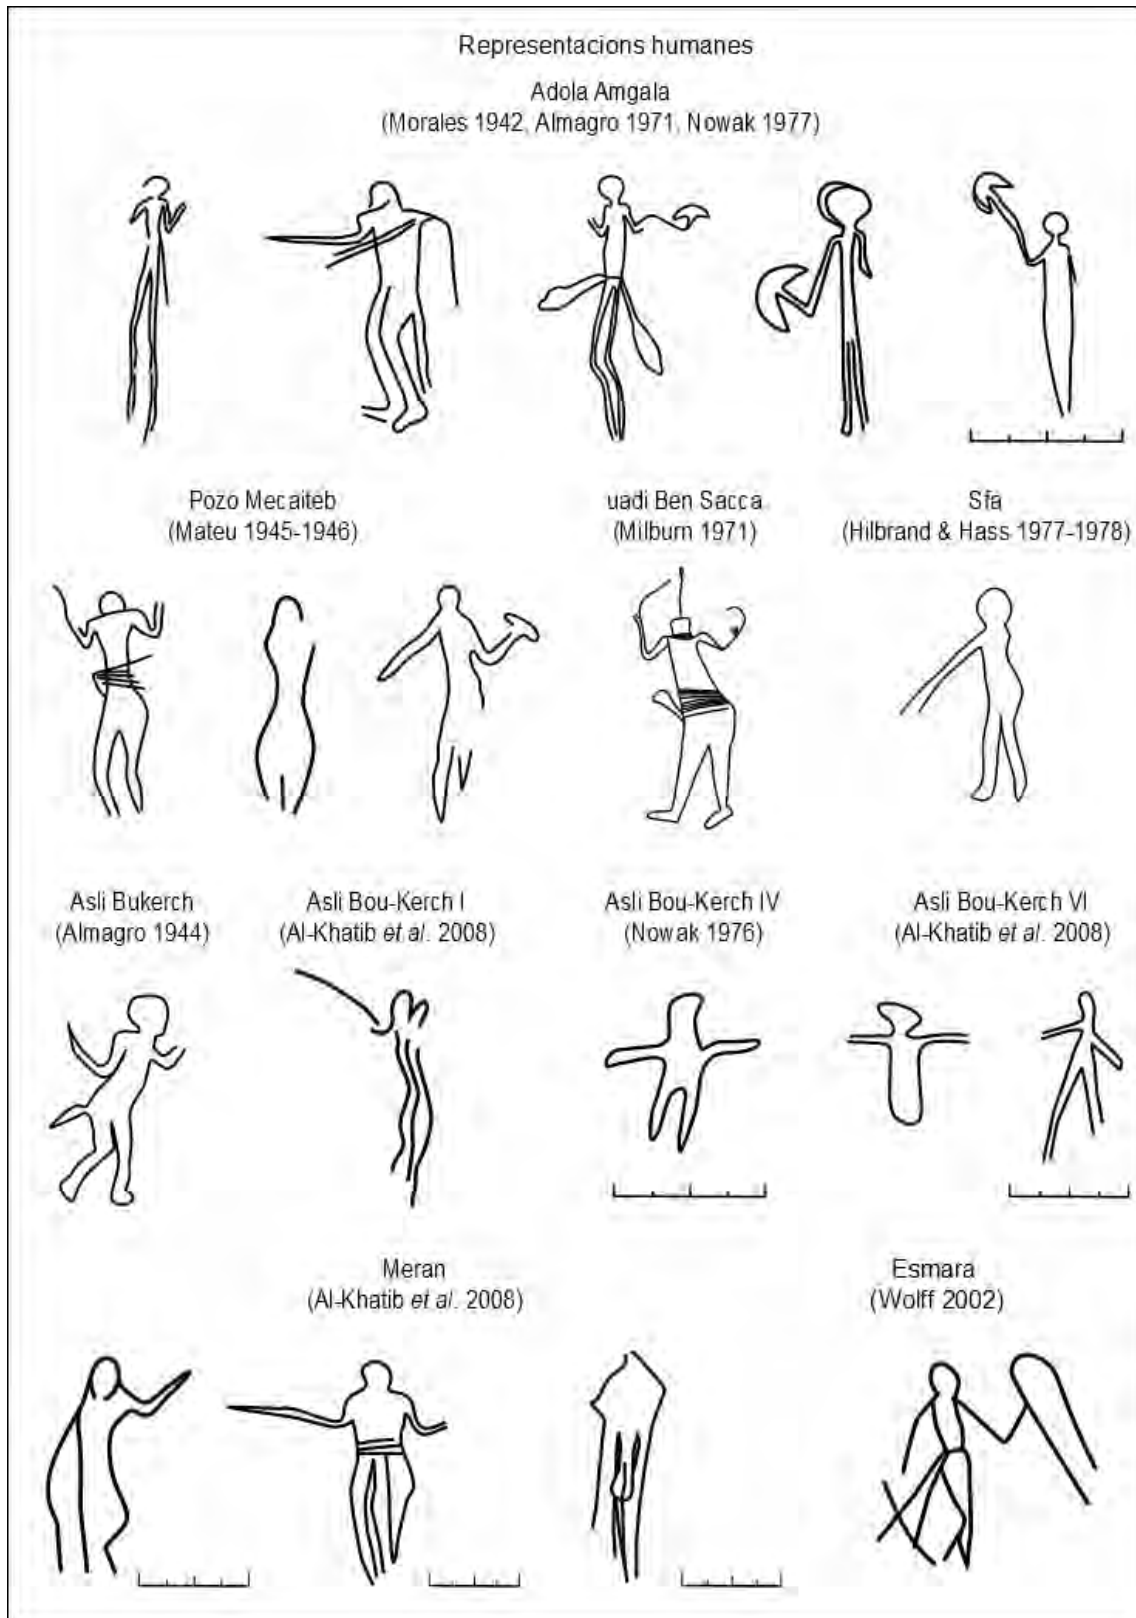 Representacions humanes
Adola Amgala
(Morales 1942, Almagro 1971, Nowak 1977)
Pozo Mecaiteb
(Mateu 1945-1946)
uadi Ben Sacca
(Milburn 1971)
Sfa
(Hilbrand & Hass 1977-1978)
Asli Bukerch
(Almagro 1944)
Asli Bou-Kerch I
(Al-Khatib et al. 2008)
Asli Bou-Kerch IV
(Nowak 1976)
Asli Bou-Kerch VI
(Al-Khatib et al. 2008)
Meran
(Al-Khatib et al. 2008)
Esmara
(Wolff 2002)